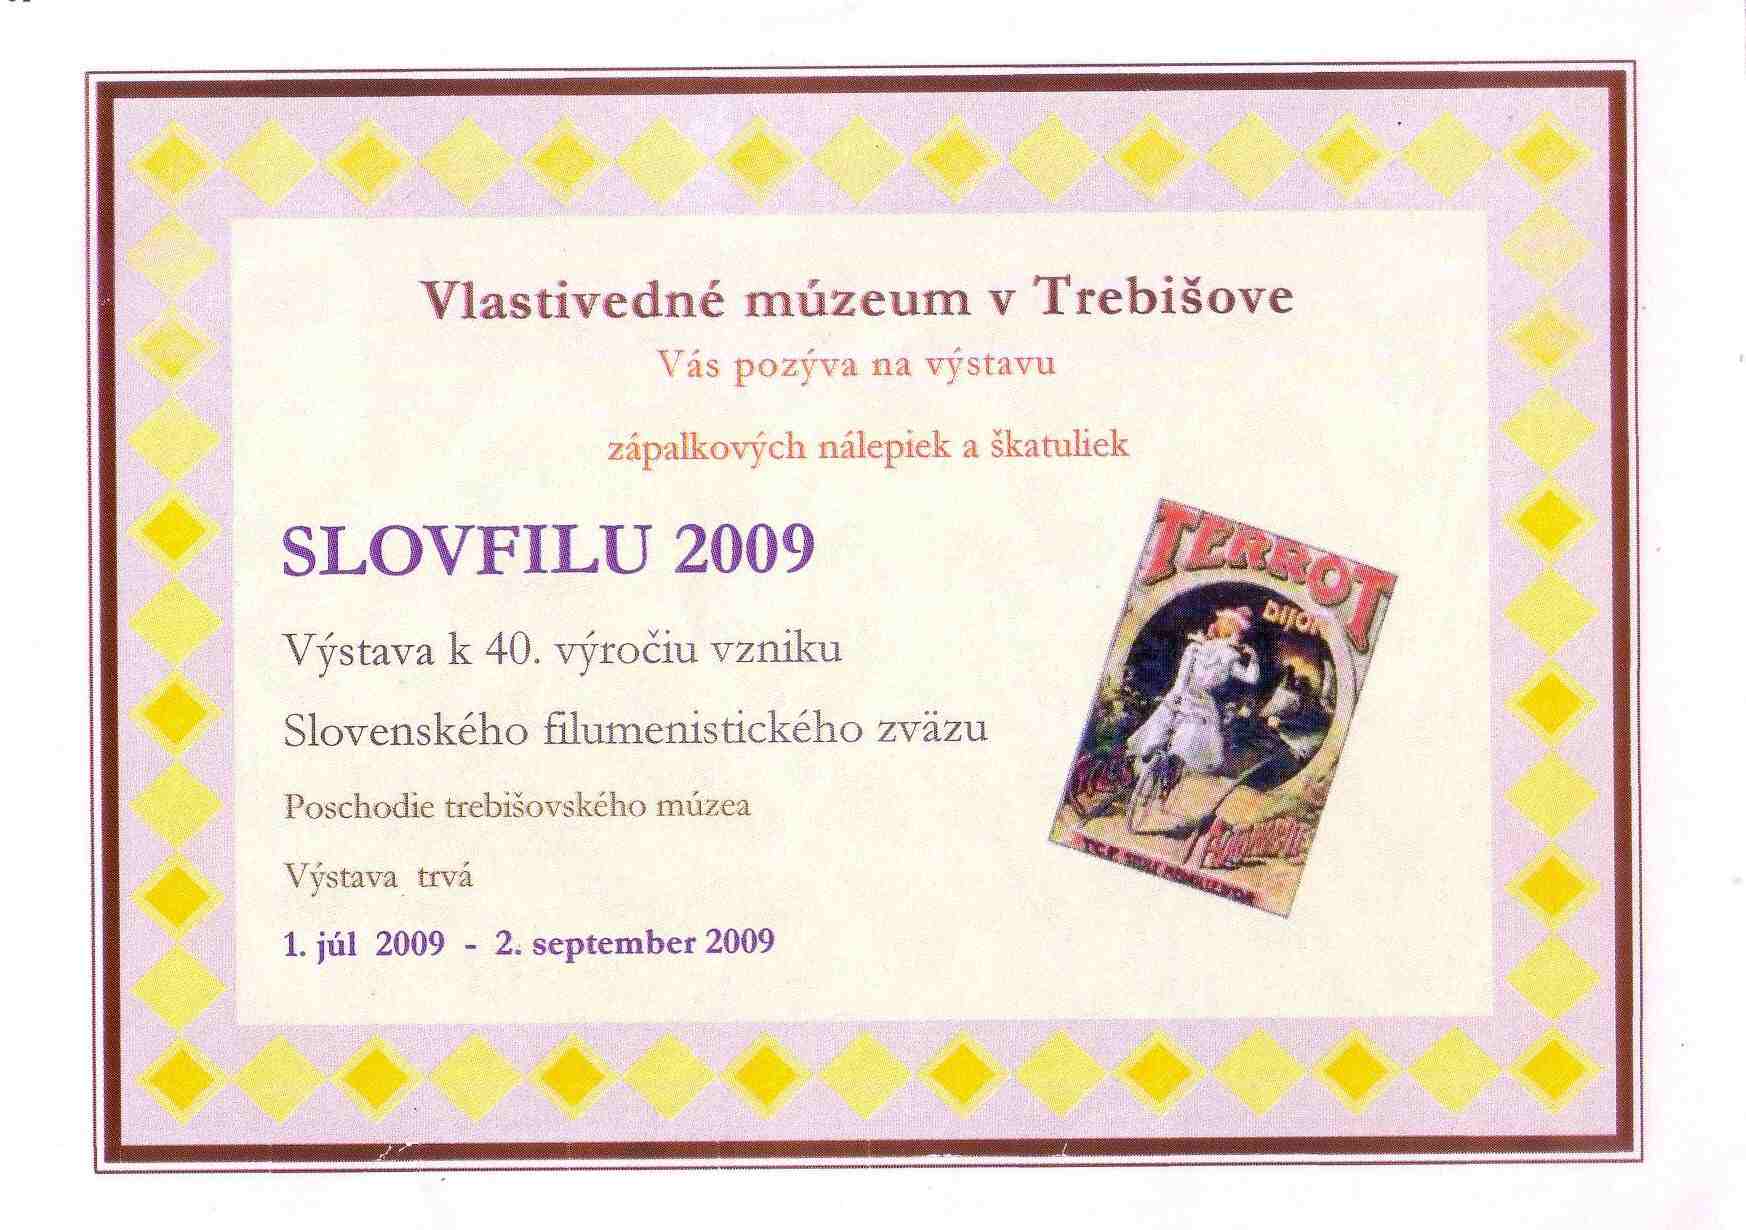 Vlastivedné múzeum v Trebišove
Vás pozýva na výstavu
zápalkových nálepiek a škatuliek
SLOVFILU 2009
Výstava k 40. výročiu vzniku
Slovenského filumenistického zväzu
Poschodie trebišovského múzea
Výstava trvá
1. júl 2009 - 2. september 2009
TERROT
DIJON